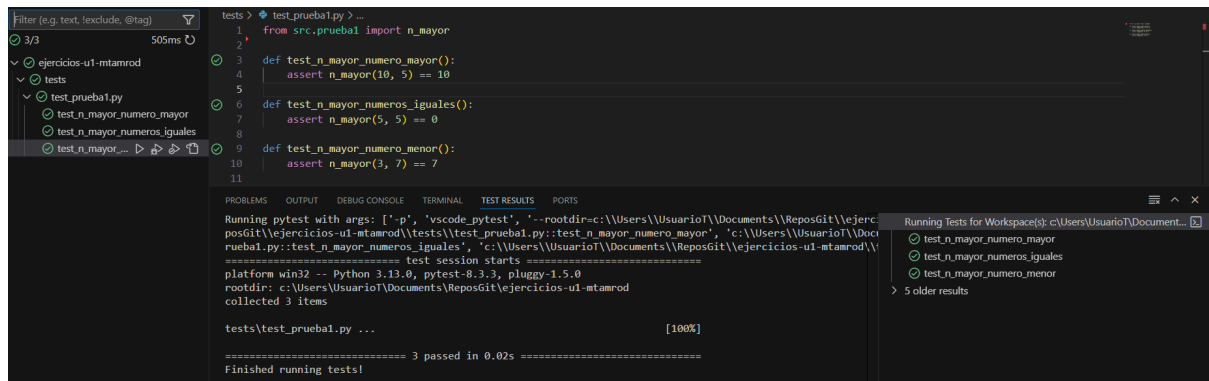 Filter (e.g. text, !exclude, @tag)
3/3
505ms
ejercicios-u1-mtamrod
tests
test_prueba1.py
test_n_mayor_numero_mayor
test_n_mayor_numeros_iguales
test_n_mayor_...
tests > test_prueba1.py > ...
1 from src.prueba1 import n_mayor
2
3 def test_n_mayor_numero_mayor():
4 assert n_mayor(10, 5) == 10
5
6 def test_n_mayor_numeros_iguales():
7 assert n_mayor(5, 5) == 0
8
9 def test_n_mayor_numero_menor():
10 assert n_mayor(3, 7) == 7
11
PROBLEMS OUTPUT DEBUG CONSOLE TERMINAL TEST RESULTS PORTS
Running pytest with args: ['-p', 'vscode_pytest', '--rootdir=c:\\Users\\UsuarioT\\Documents\\ReposGit\\ejerc
posGit\\ejercicios-u1-mtamrod\\tests\\test_prueba1.py::test_n_mayor_numero_mayor', 'c:\\Users\\UsuarioT\\Doc
rueba1.py::test_n_mayor_numeros_iguales', 'c:\\Users\\UsuarioT\\Documents\\ReposGit\\ejercicios-u1-mtamrod\\
============================= test session starts =============================
platform win32 -- Python 3.13.0, pytest-8.3.3, pluggy-1.5.0
rootdir: c:\Users\UsuarioT\Documents\ReposGit\ejercicios-u1-mtamrod
collected 3 items
tests\test_prueba1.py ... [100%]
============================== 3 passed in 0.02s ==============================
Finished running tests!
Running Tests for Workspace(s): c:\Users\UsuarioT\Document...
test_n_mayor_numero_mayor
test_n_mayor_numeros_iguales
test_n_mayor_numero_menor
5 older results